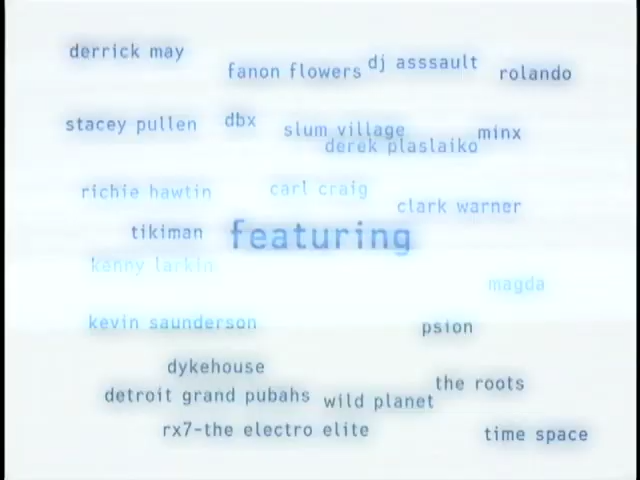 derrick may
fanon flowers
dj asssault
rolando
stacey pullen
dbx
slum village
minx
derek plaslaiko
richie hawtin
carl craig
clark warner
tikiman
featuring
kenny larkin
magda
kevin saunderson
psion
dykehouse
the roots
detroit grand pubahs
wild planet
rx7-the electro elite
time space